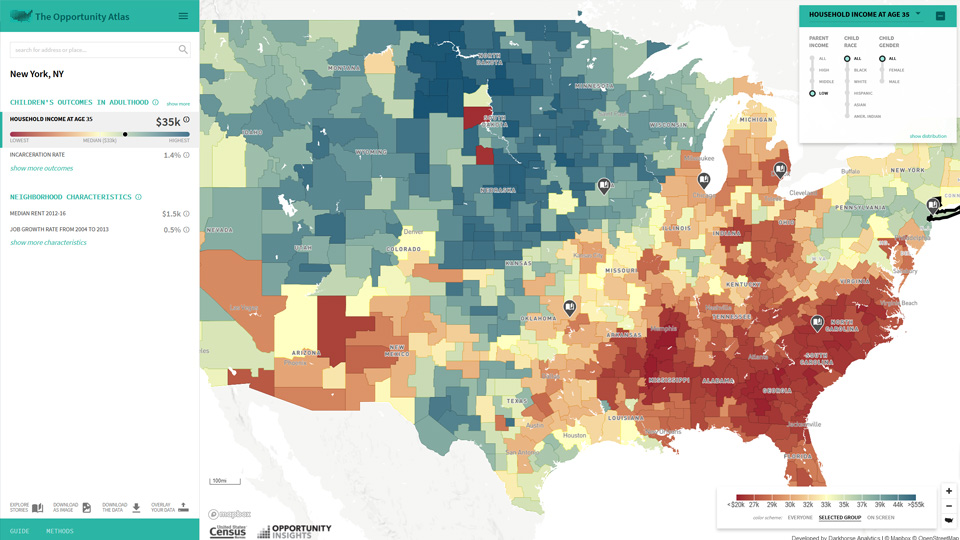 The Opportunity Atlas
search for address or place...
New York, NY
CHILDREN'S OUTCOMES IN ADULTHOOD
show more
HOUSEHOLD INCOME AT AGE 35
$35k
LOWEST
MEDIAN ($33k)
HIGHEST
INCARCERATION RATE
1.4%
show more outcomes
NEIGHBORHOOD CHARACTERISTICS
MEDIAN RENT 2012-16
$1.5k
JOB GROWTH RATE FROM 2004 TO 2013
0.5%
show more characteristics
EXPLORE STORIES
DOWNLOAD AS IMAGE
DOWNLOAD THE DATA
OVERLAY YOUR DATA
GUIDE
METHODS
HOUSEHOLD INCOME AT AGE 35
PARENT INCOME
CHILD RACE
CHILD GENDER
ALL
HIGH
MIDDLE
LOW
ALL
BLACK
WHITE
HISPANIC
ASIAN
AMER. INDIAN
ALL
FEMALE
MALE
show distribution
MONTANA
NORTH DAKOTA
MINNESOTA
IDAHO
SOUTH DAKOTA
WISCONSIN
MICHIGAN
WYOMING
Buffalo
NEW YORK
NEBRASKA
Cleveland
PENNSYLVANIA
NEVADA
UTAH
COLORADO
Denver
KANSAS
MISSOURI
ILLINOIS
INDIANA
OHIO
KENTUCKY
VIRGINIA
Virginia Beach
Las Vegas
ARIZONA
NEW MEXICO
OKLAHOMA
ARKANSAS
Memphis
Nashville
TENNESSEE
NORTH CAROLINA
SOUTH CAROLINA
Atlanta
MISSISSIPPI
ALABAMA
GEORGIA
TEXAS
Austin
Houston
San Antonio
LOUISIANA
Jacksonville
FLORIDA
100mi
mapbox
United States
Census
OPPORTUNITY INSIGHTS
<$20k 27k 29k 30k 32k 33k 35k 37k 39k 44k >$55k
color scheme: EVERYONE SELECTED GROUP ON SCREEN
Developed by Darkhorse Analytics | © Mapbox © OpenStreetMap